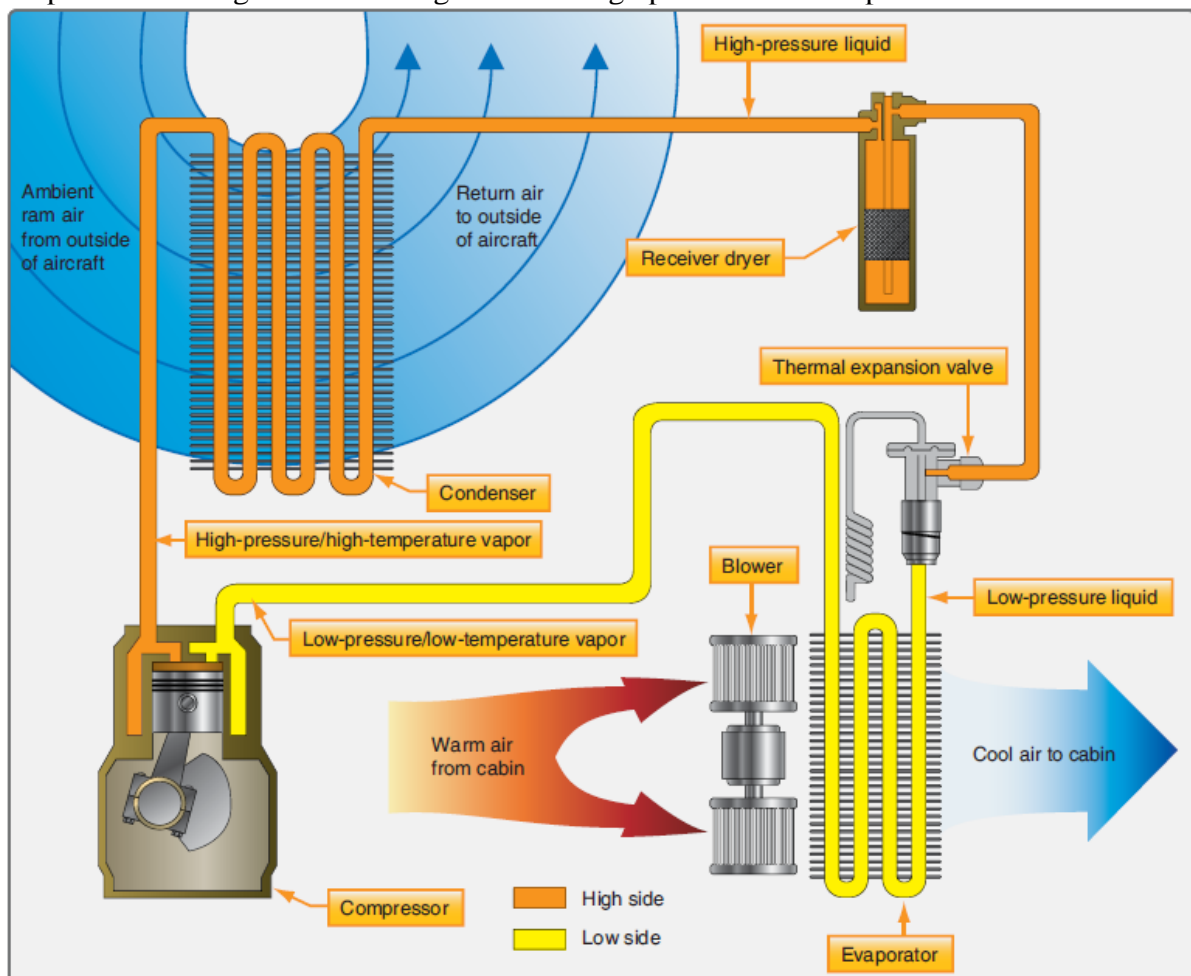 High-pressure liquid
Ambient
ram air
from outside
of aircraft
Return air
to outside
of aircraft
Receiver dryer
Thermal expansion valve
Condenser
High-pressure/high-temperature vapor
Blower
Low-pressure liquid
Low-pressure/low-temperature vapor
Warm air
from cabin
Cool air to cabin
Compressor
High side
Low side
Evaporator